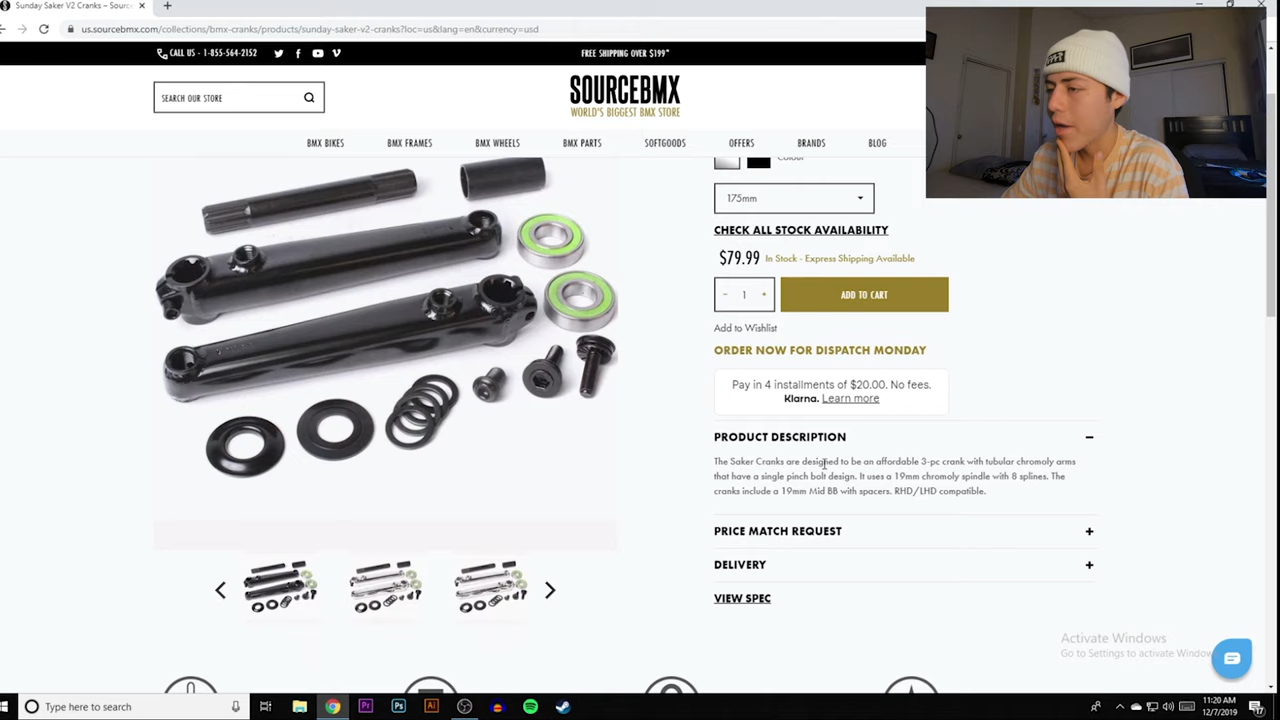 Sunday Saker V2 Cranks – Source
us.sourcebmx.com/collections/bmx-cranks/products/sunday-saker-v2-cranks?loc=us&lang=en&currency=usd
CALL US - 1-855-564-2152
FREE SHIPPING OVER $199*
SEARCH OUR STORE
SOURCEBMX
WORLD'S BIGGEST BMX STORE
BMX BIKES BMX FRAMES BMX WHEELS BMX PARTS SOFTGOODS OFFERS BRANDS BLOG
Colour
175mm
CHECK ALL STOCK AVAILABILITY
$79.99 In Stock - Express Shipping Available
- 1 + ADD TO CART
Add to Wishlist
ORDER NOW FOR DISPATCH MONDAY
Pay in 4 installments of $20.00. No fees.
Klarna. Learn more
PRODUCT DESCRIPTION
The Saker Cranks are designed to be an affordable 3-pc crank with tubular chromoly arms
that have a single pinch bolt design. It uses a 19mm chromoly spindle with 8 splines. The
cranks include a 19mm Mid BB with spacers. RHD/LHD compatible.
PRICE MATCH REQUEST
DELIVERY
VIEW SPEC
Activate Windows
Go to Settings to activate Windows
Type here to search
Pr Ps Ai
11:20 AM
12/7/2019
17